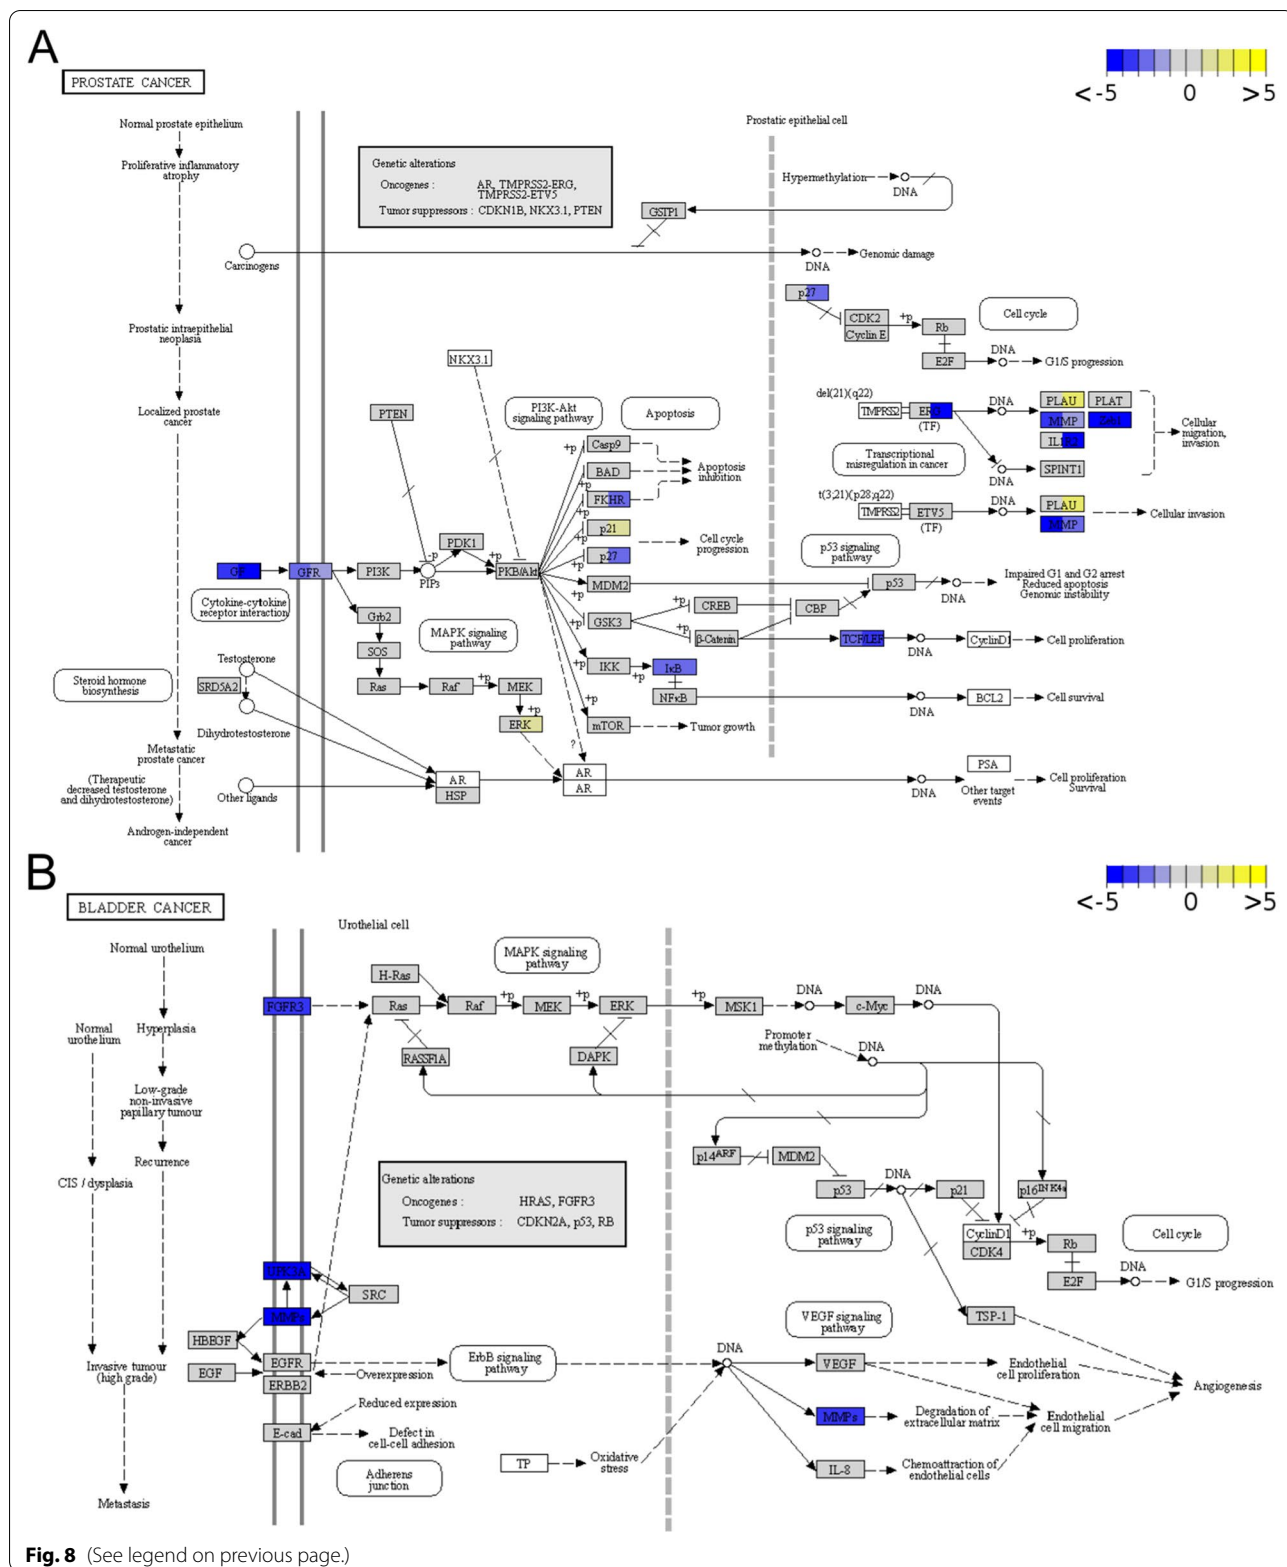 A
PROSTATE CANCER
<-5 0 >5
Normal prostate epithelium
Proliferative inflammatory
atrophy
Prostatic intraepithelial
neoplasia
Localized prostate
cancer
Metastatic
prostate cancer
(Therapeutic
decreased testosterone
and dihydrotestosterone)
Androgen-independent
cancer
Genetic alterations
Oncogenes : AR, TMPRSS2-ERG,
TMPRSS2-ETV5
Tumor suppressors : CDKN1B, NKX3.1, PTEN
Prostatic epithelial cell
Hypermethylation
DNA
GSTP1
Carcinogens
DNA
Genomic damage
p27
CDK2
Cyclin E
+p
Rb
E2F
DNA
G1/S progression
Cell cycle
NKX3.1
PTEN
PI3K-Akt
signaling pathway
Apoptosis
del(21)(q22)
TMPRSS2
ERG
(TF)
DNA
PLAU
PLAT
MMP
IL1R2
SPINT1
DNA
Cellular
migration,
invasion
Transcriptional
misregulation in cancer
t(3;21)(p28;q22)
TMPRSS2
ETV5
(TF)
DNA
PLAU
MMP
Cellular invasion
+p
Casp9
BAD
+p
FKHR
+p
p21
+p
p27
+p
MDM2
+p
GSK3
Apoptosis
inhibition
Cell cycle
progression
p53 signaling
pathway
p53
DNA
Impaired G1 and G2 arrest
Reduced apoptosis
Genomic instability
GF
GFR
PI3K
-p
PIP3
PDK1
+p
PKB/Akt
Cytokine-cytokine
receptor interaction
Grb2
SOS
Ras
Raf
+p
MEK
+p
ERK
MAPK signaling
pathway
+p
CREB
+p
β-Catenin
CBP
TCF/LEF
DNA
CyclinD1
Cell proliferation
+p
IKK
+p
IκB
NFκB
DNA
BCL2
Cell survival
+p
mTOR
Tumor growth
Steroid hormone
biosynthesis
Testosterone
SRD5A2
Dihydrotestosterone
Other ligands
AR
HSP
?
AR
AR
DNA
PSA
Other target
events
Cell proliferation
Survival
B
BLADDER CANCER
<-5 0 >5
Normal urothelium
Normal
urothelium
Hyperplasia
Low-grade
non-invasive
papillary tumour
Recurrence
CIS / dysplasia
Invasive tumour
(high grade)
Metastasis
Urothelial cell
MAPK signaling
pathway
H-Ras
FGFR3
Ras
Raf
+p
MEK
+p
ERK
+p
MSK1
DNA
c-Myc
DNA
RASSF1A
DAPK
Promoter
methylation
DNA
p14ARF
MDM2
p53
DNA
p21
p16INK4a
CyclinD1
CDK4
+p
Rb
E2F
DNA
G1/S progression
Cell cycle
p53 signaling
pathway
Genetic alterations
Oncogenes : HRAS, FGFR3
Tumor suppressors : CDKN2A, p53, RB
SRC
MMPs
HBEGF
EGF
EGFR
ERBB2
E-cad
Overexpression
Reduced expression
Defect in
cell-cell adhesion
Adherens
junction
ErbB signaling
pathway
TP
Oxidative
stress
DNA
VEGF signaling
pathway
TSP-1
VEGF
MMPs
IL-8
Endothelial
cell proliferation
Degradation of
extracellular matrix
Chemoattraction of
endothelial cells
Endothelial
cell migration
Angiogenesis
Fig. 8 (See legend on previous page.)